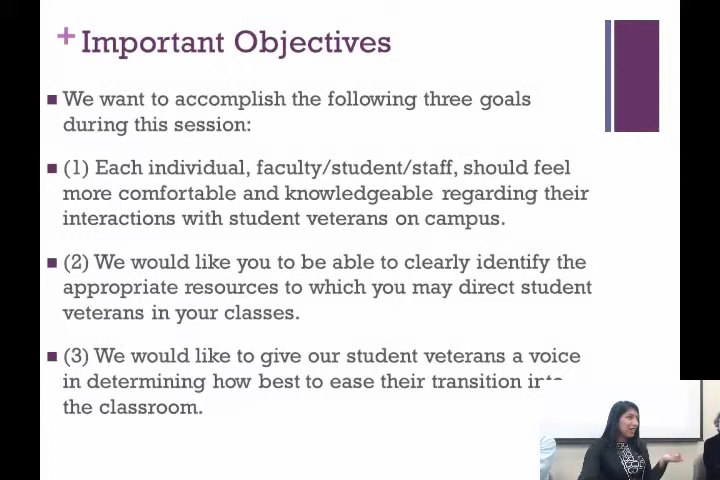 + Important Objectives
■ We want to accomplish the following three goals
during this session:
■ (1) Each individual, faculty/student/staff, should feel
more comfortable and knowledgeable regarding their
interactions with student veterans on campus.
■ (2) We would like you to be able to clearly identify the
appropriate resources to which you may direct student
veterans in your classes.
■ (3) We would like to give our student veterans a voice
in determining how best to ease their transition into
the classroom.